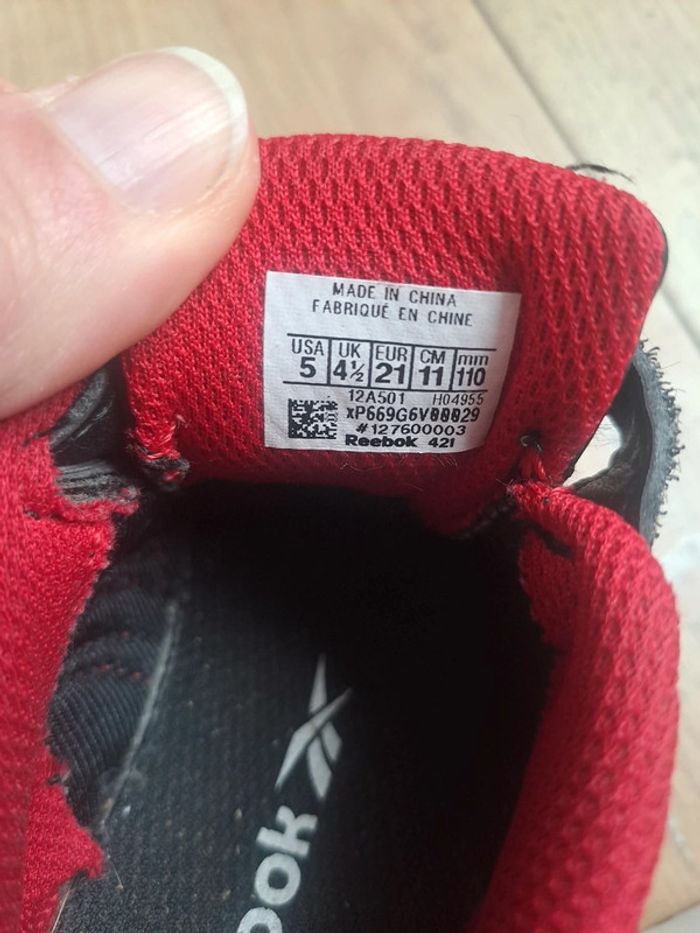 MADE IN CHINA
FABRIQUÉ EN CHINE
USA UK EUR CM mm
5 4½ 21 11 110
12A501 H04955
xP669G6V00029
#127600003
Reebok 421
ook